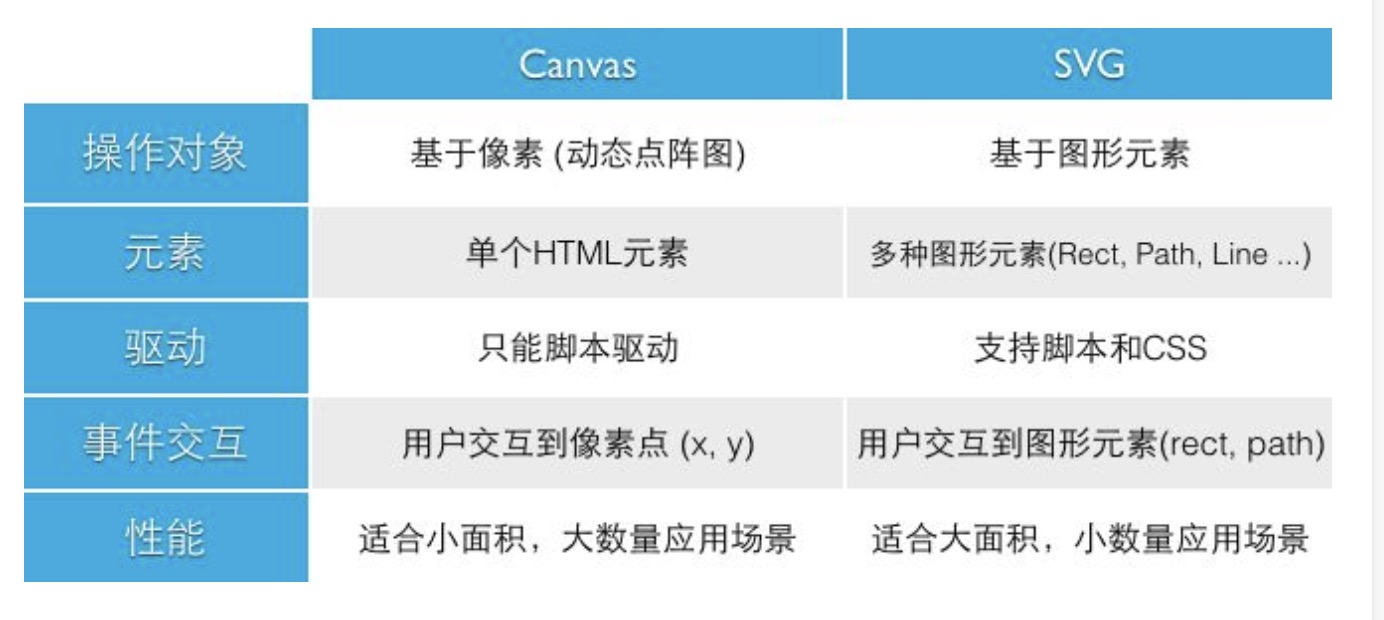 Canvas SVG
操作对象 基于像素 (动态点阵图) 基于图形元素
元素 单个HTML元素 多种图形元素(Rect, Path, Line ...)
驱动 只能脚本驱动 支持脚本和CSS
事件交互 用户交互到像素点 (x, y) 用户交互到图形元素(rect, path)
性能 适合小面积，大数量应用场景 适合大面积，小数量应用场景